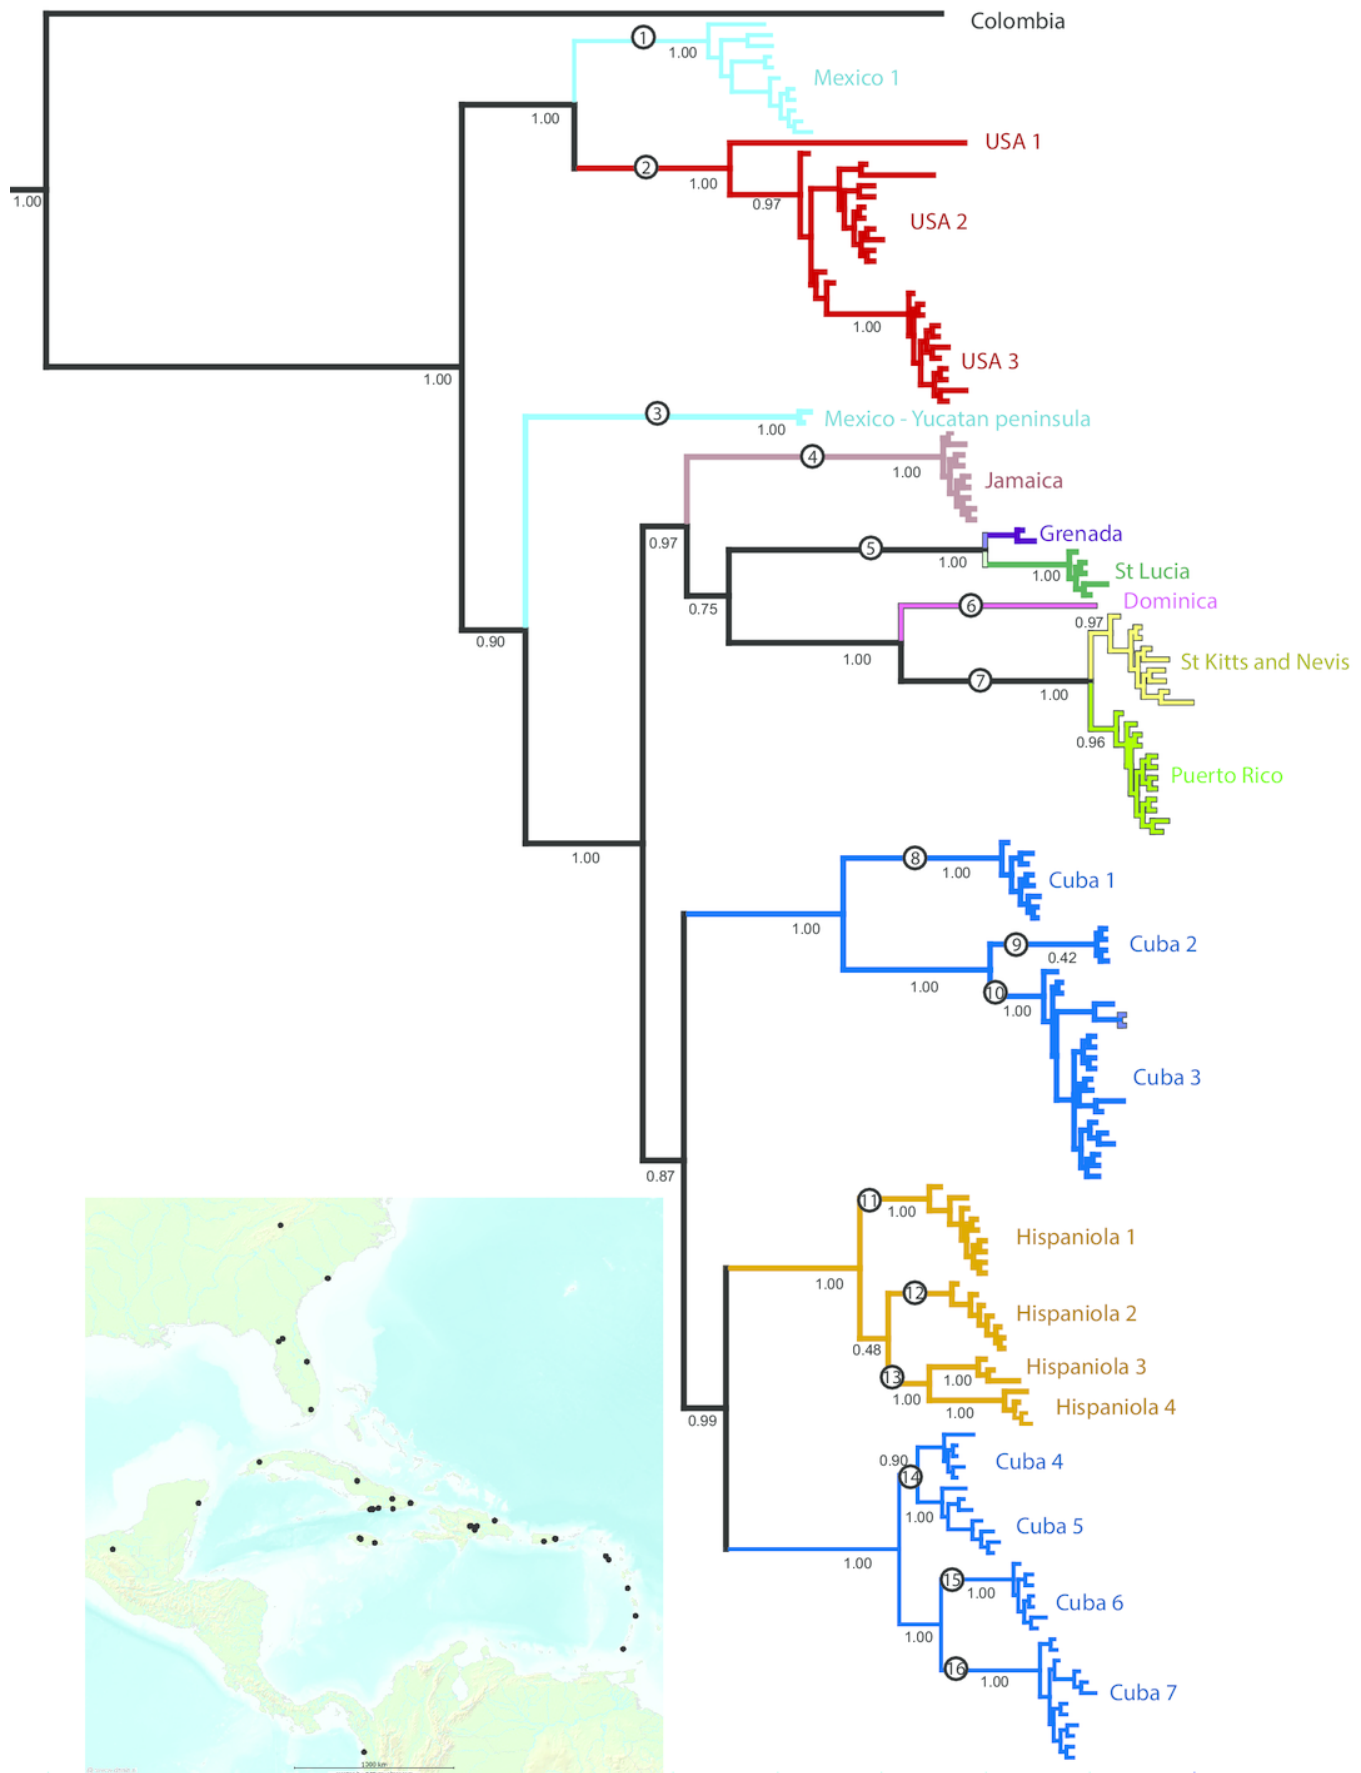 Colombia
1
1.00
Mexico 1
1.00
USA 1
2
1.00
1.00
0.97
USA 2
1.00
USA 3
1.00
3
1.00
Mexico - Yucatan peninsula
4
1.00
Jamaica
0.97
Grenada
5
1.00
1.00
St Lucia
Dominica
6
0.75
0.97
0.90
1.00
St Kitts and Nevis
7
1.00
0.96
Puerto Rico
1.00
8
1.00
Cuba 1
1.00
9
Cuba 2
0.42
1.00
10
1.00
Cuba 3
0.87
11
1.00
Hispaniola 1
1.00
12
Hispaniola 2
0.48
Hispaniola 3
13
1.00
1.00
1.00
Hispaniola 4
0.99
0.90
Cuba 4
14
1.00
Cuba 5
1.00
15
1.00
Cuba 6
1.00
16
1.00
Cuba 7